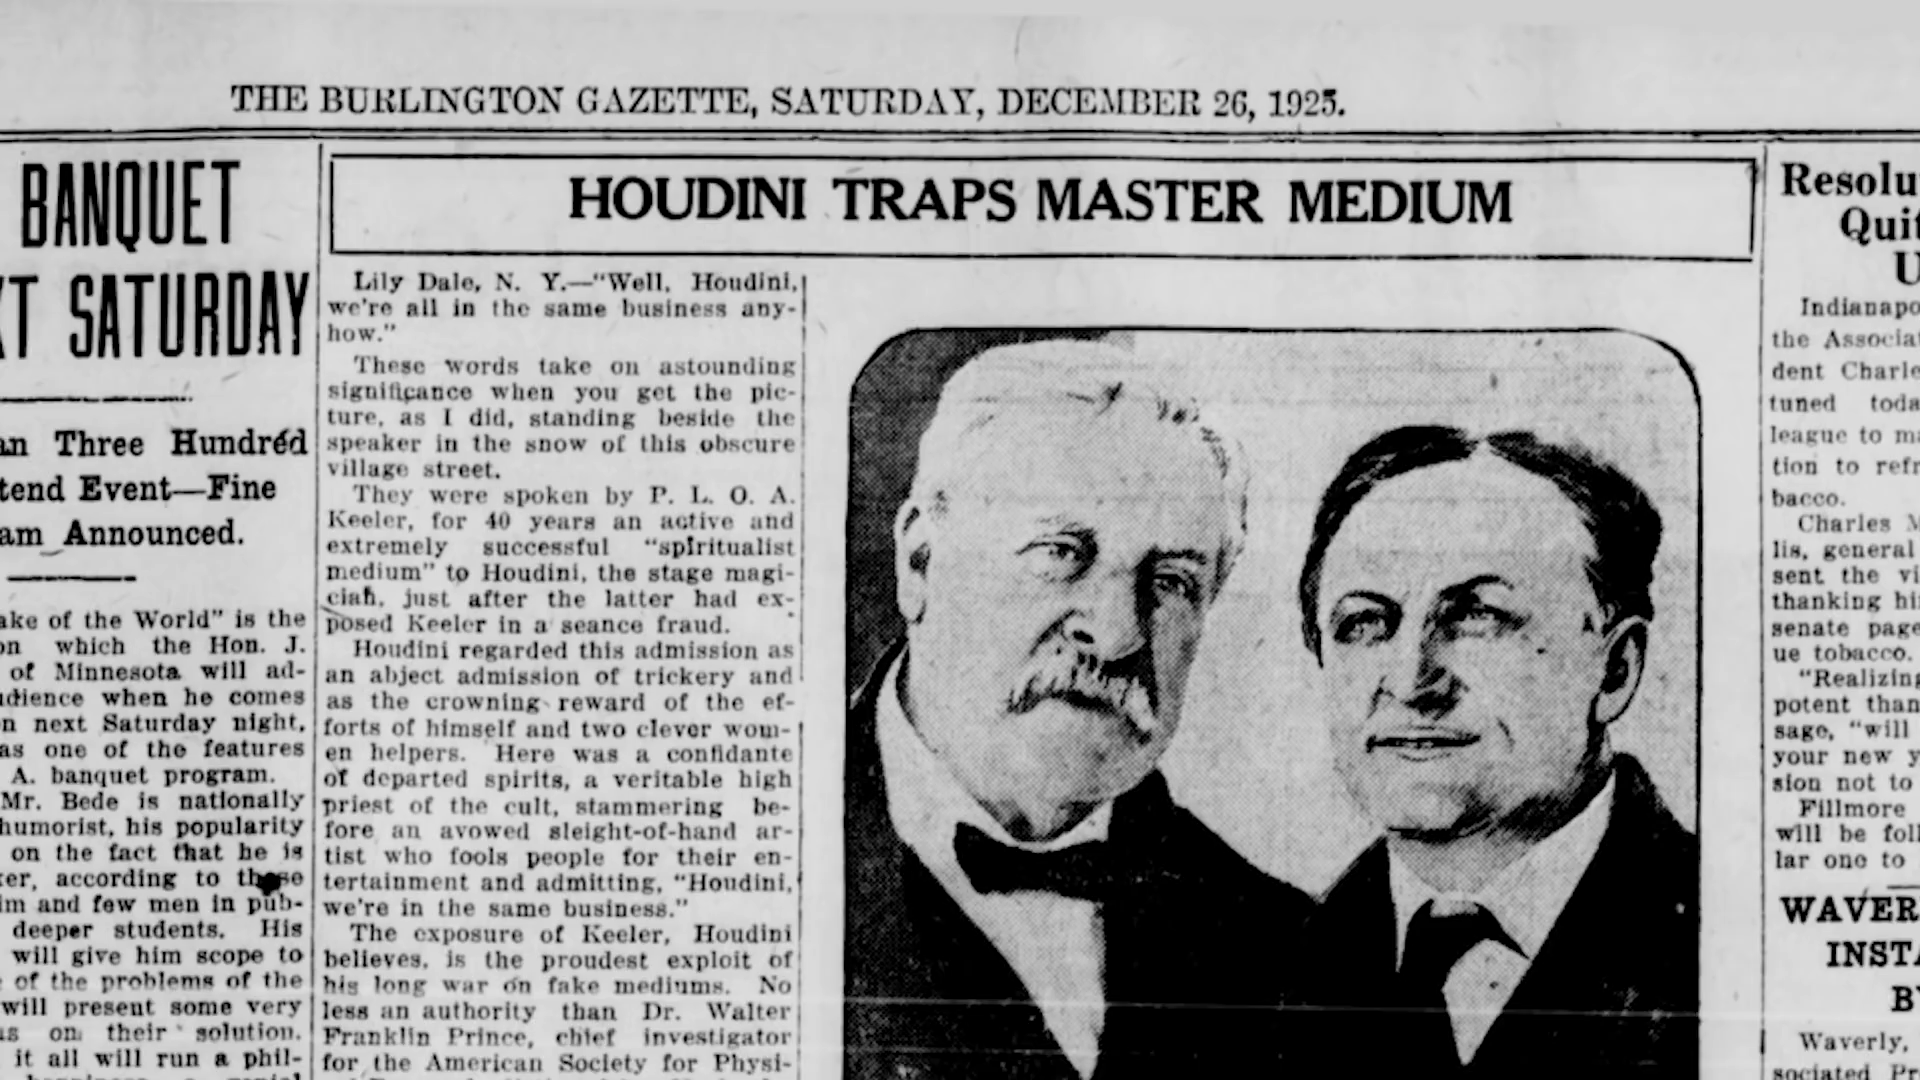 THE BURLINGTON GAZETTE, SATURDAY, DECEMBER 26, 1925.
BANQUET
XT SATURDAY
an Three Hundred
tend Event—Fine
am Announced.
ake of the World" is the
on which the Hon. J.
of Minnesota will ad-
udience when he comes
n next Saturday night,
as one of the features
A. banquet program.
Mr. Bede is nationally
humorist, his popularity
on the fact that he is
ker, according to those
im and few men in pub-
deeper students. His
will give him scope to
of the problems of the
will present some very
as on their solution.
it all will run a phil-
HOUDINI TRAPS MASTER MEDIUM
Lily Dale, N. Y.—"Well, Houdini,
we're all in the same business any-
how."
These words take on astounding
significance when you get the pic-
ture, as I did, standing beside the
speaker in the snow of this obscure
village street.
They were spoken by P. L. O. A.
Keeler, for 40 years an active and
extremely successful "spiritualist
medium" to Houdini, the stage magi-
cian, just after the latter had ex-
posed Keeler in a seance fraud.
Houdini regarded this admission as
an abject admission of trickery and
as the crowning reward of the ef-
forts of himself and two clever wom-
en helpers. Here was a confidante
of departed spirits, a veritable high
priest of the cult, stammering be-
fore an avowed sleight-of-hand ar-
tist who fools people for their en-
tertainment and admitting, "Houdini,
we're in the same business."
The exposure of Keeler, Houdini
believes, is the proudest exploit of
his long war on fake mediums. No
less an authority than Dr. Walter
Franklin Prince, chief investigator
for the American Society for Physi-
Resolu
Quit
U
Indianapo
the Associat
dent Charle
tuned toda
league to ma
tion to refr
bacco.
Charles M
lis, general
sent the vi
thanking his
senate page
ue tobacco.
"Realizing
potent than
sage, "will
your new y
sion not to
Fillmore
will be foll
lar one to
WAVER
INSTA
BY
Waverly,
sociated Pr